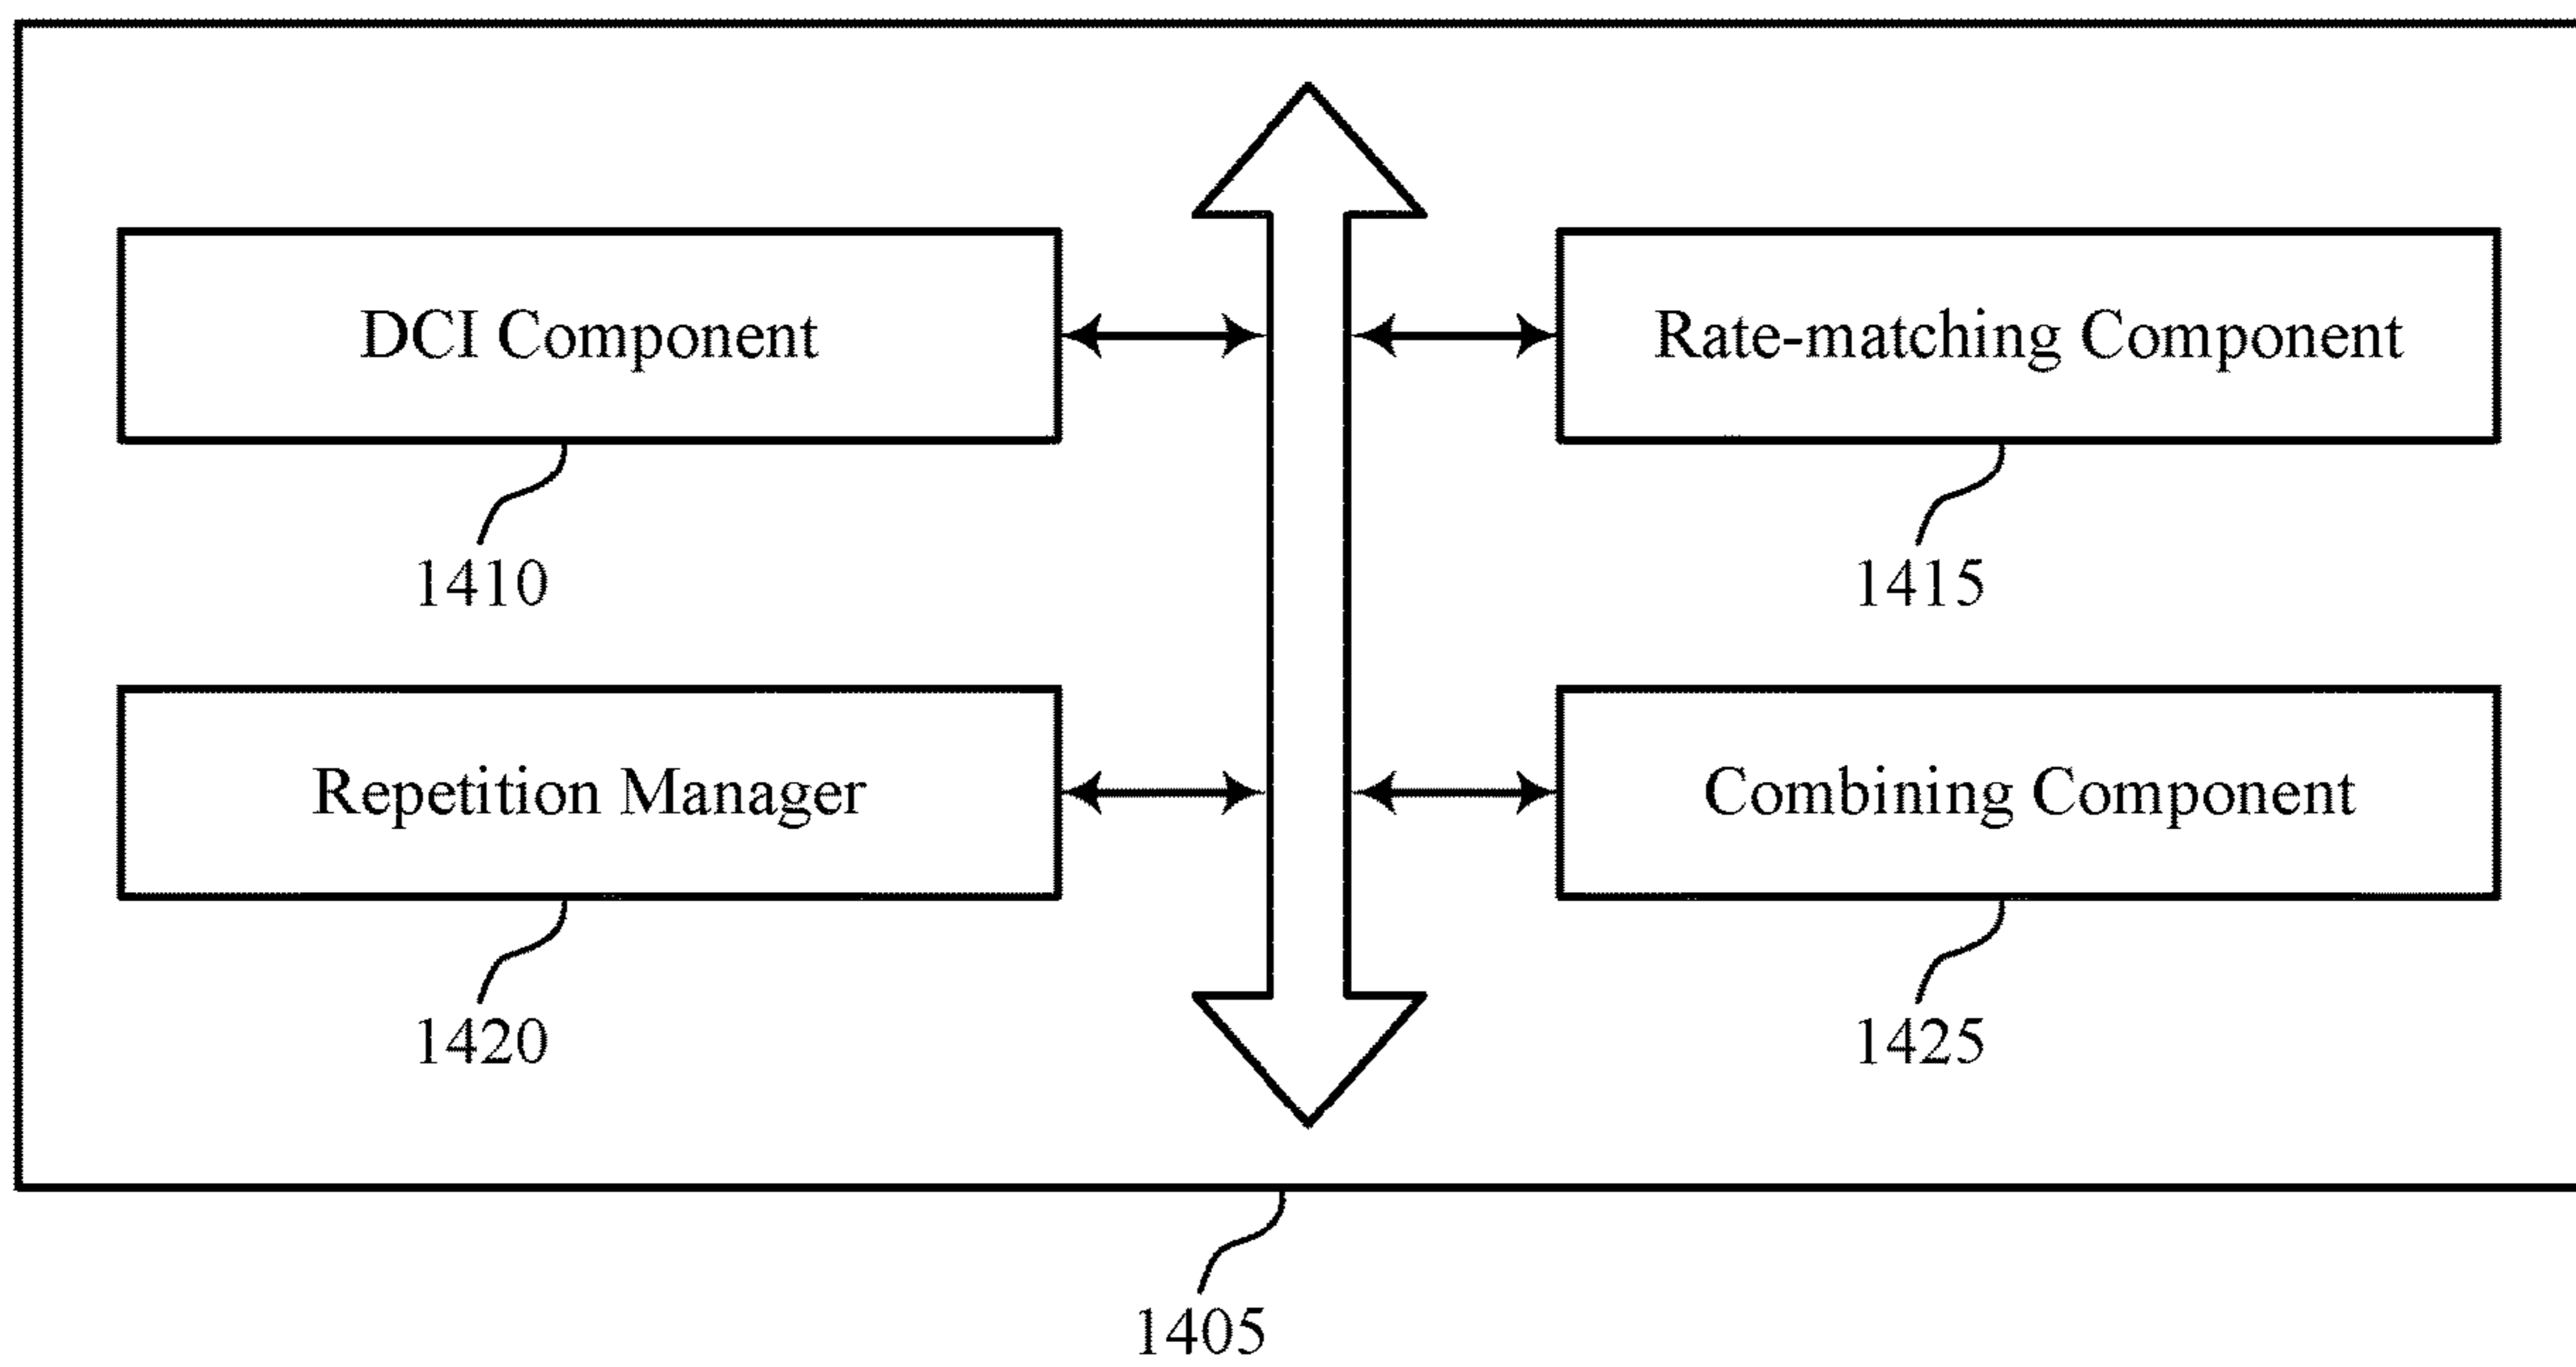 DCI Component
Rate-matching Component
1410
1415
Repetition Manager
Combining Component
1420
1425
1405